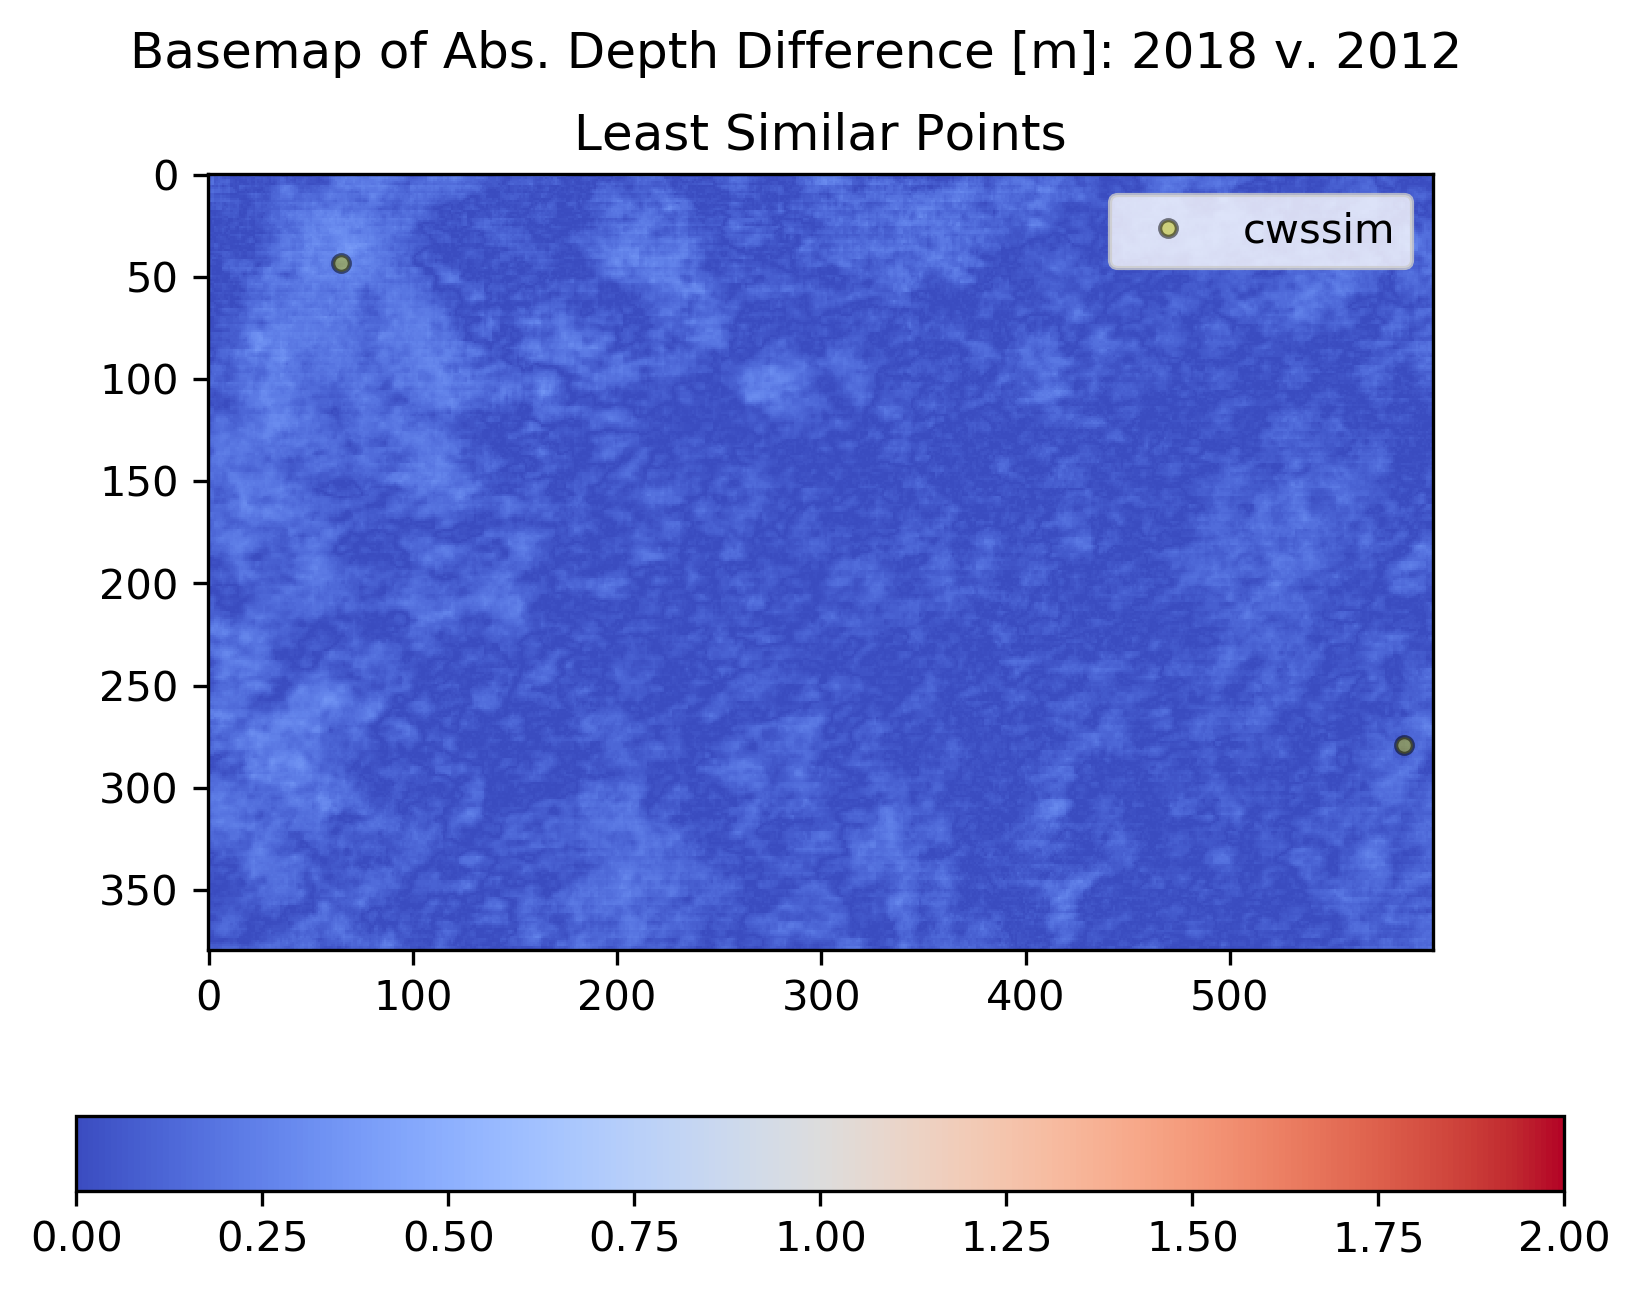 Basemap of Abs. Depth Difference [m]: 2018 v. 2012
Least Similar Points
cwssim
0
50
100
150
200
250
300
350
0 100 200 300 400 500
0.00 0.25 0.50 0.75 1.00 1.25 1.50 1.75 2.00